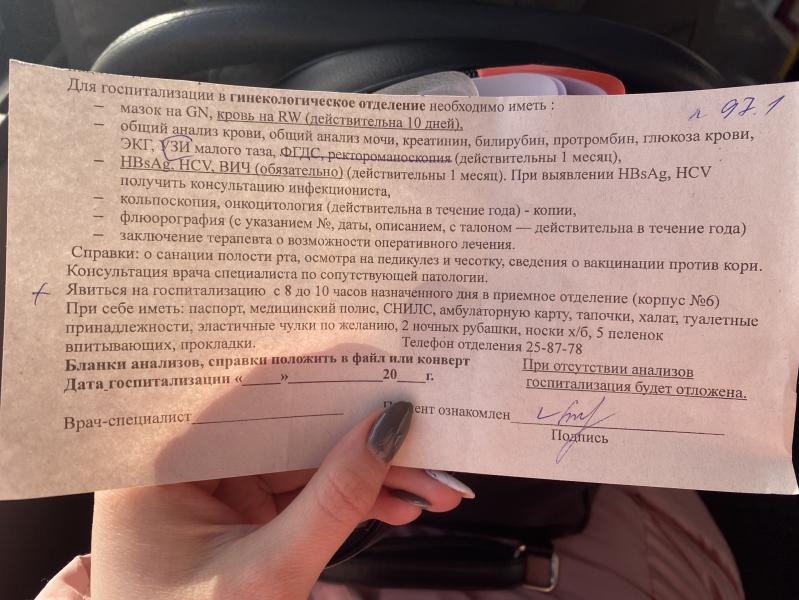 Для госпитализации в гинекологическое отделение необходимо иметь :
97.1
– мазок на GN, кровь на RW (действительна 10 дней),
– общий анализ крови, общий анализ мочи, креатинин, билирубин, протромбин, глюкоза крови,
ЭКГ, УЗИ малого таза, ФГДС, ректороманоскопия (действительны 1 месяц),
– HBsAg, HCV, ВИЧ (обязательно) (действительны 1 месяц). При выявлении HBsAg, HCV
получить консультацию инфекциониста,
– кольпоскопия, онкоцитология (действительна в течение года) - копии,
– флюорография (с указанием №, даты, описанием, с талоном — действительна в течение года)
– заключение терапевта о возможности оперативного лечения.
Справки: о санации полости рта, осмотра на педикулез и чесотку, сведения о вакцинации против кори.
Консультация врача специалиста по сопутствующей патологии.
+ Явиться на госпитализацию с 8 до 10 часов назначенного дня в приемное отделение (корпус №6)
При себе иметь: паспорт, медицинский полис, СНИЛС, амбулаторную карту, тапочки, халат, туалетные
принадлежности, эластичные чулки по желанию, 2 ночных рубашки, носки х/б, 5 пеленок
впитывающих, прокладки. Телефон отделения 25-87-78
Бланки анализов, справки положить в файл или конверт
Дата госпитализации «_____»____________20____г.
При отсутствии анализов
госпитализация будет отложена.
Врач-специалист____________________ ент ознакомлен____________________
Подпись